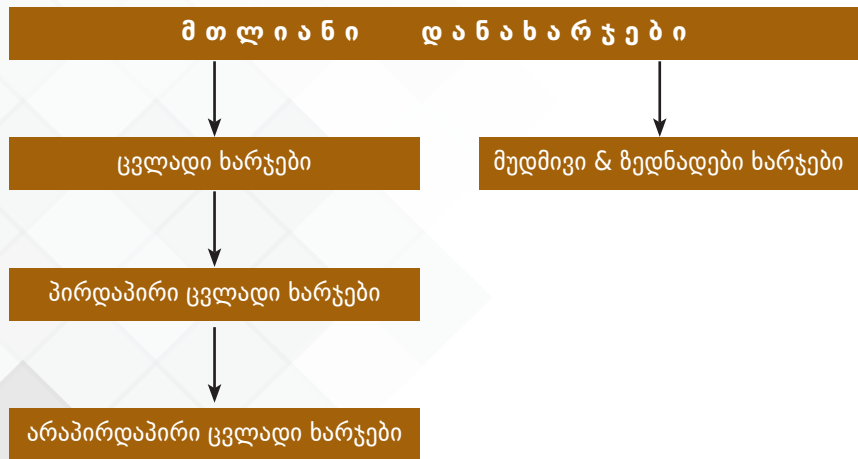 მთლიანი დანახარჯები
ცვლადი ხარჯები
მუდმივი & ზედნადები ხარჯები
პირდაპირი ცვლადი ხარჯები
არაპირდაპირი ცვლადი ხარჯები